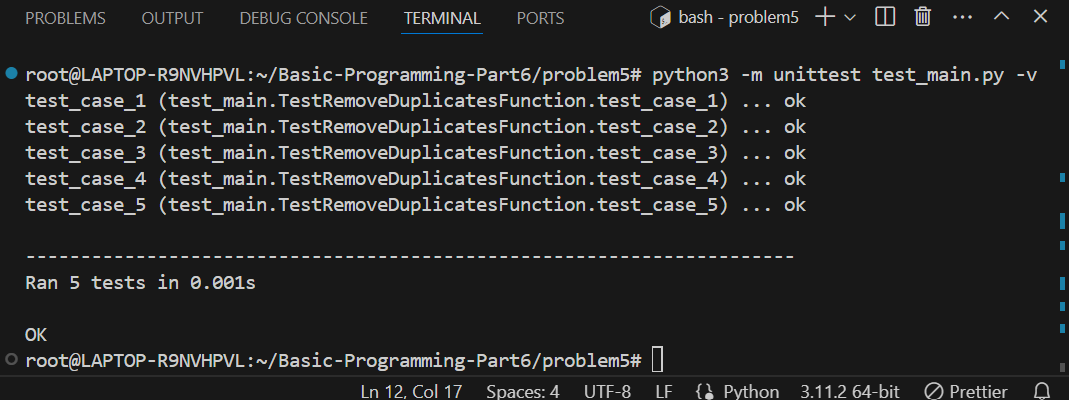 PROBLEMS OUTPUT DEBUG CONSOLE TERMINAL PORTS bash - problem5
root@LAPTOP-R9NVHPVL:~/Basic-Programming-Part6/problem5# python3 -m unittest test_main.py -v
test_case_1 (test_main.TestRemoveDuplicatesFunction.test_case_1) ... ok
test_case_2 (test_main.TestRemoveDuplicatesFunction.test_case_2) ... ok
test_case_3 (test_main.TestRemoveDuplicatesFunction.test_case_3) ... ok
test_case_4 (test_main.TestRemoveDuplicatesFunction.test_case_4) ... ok
test_case_5 (test_main.TestRemoveDuplicatesFunction.test_case_5) ... ok
----------------------------------------------------------------------
Ran 5 tests in 0.001s
OK
root@LAPTOP-R9NVHPVL:~/Basic-Programming-Part6/problem5#
Ln 12, Col 17 Spaces: 4 UTF-8 LF Python 3.11.2 64-bit Prettier